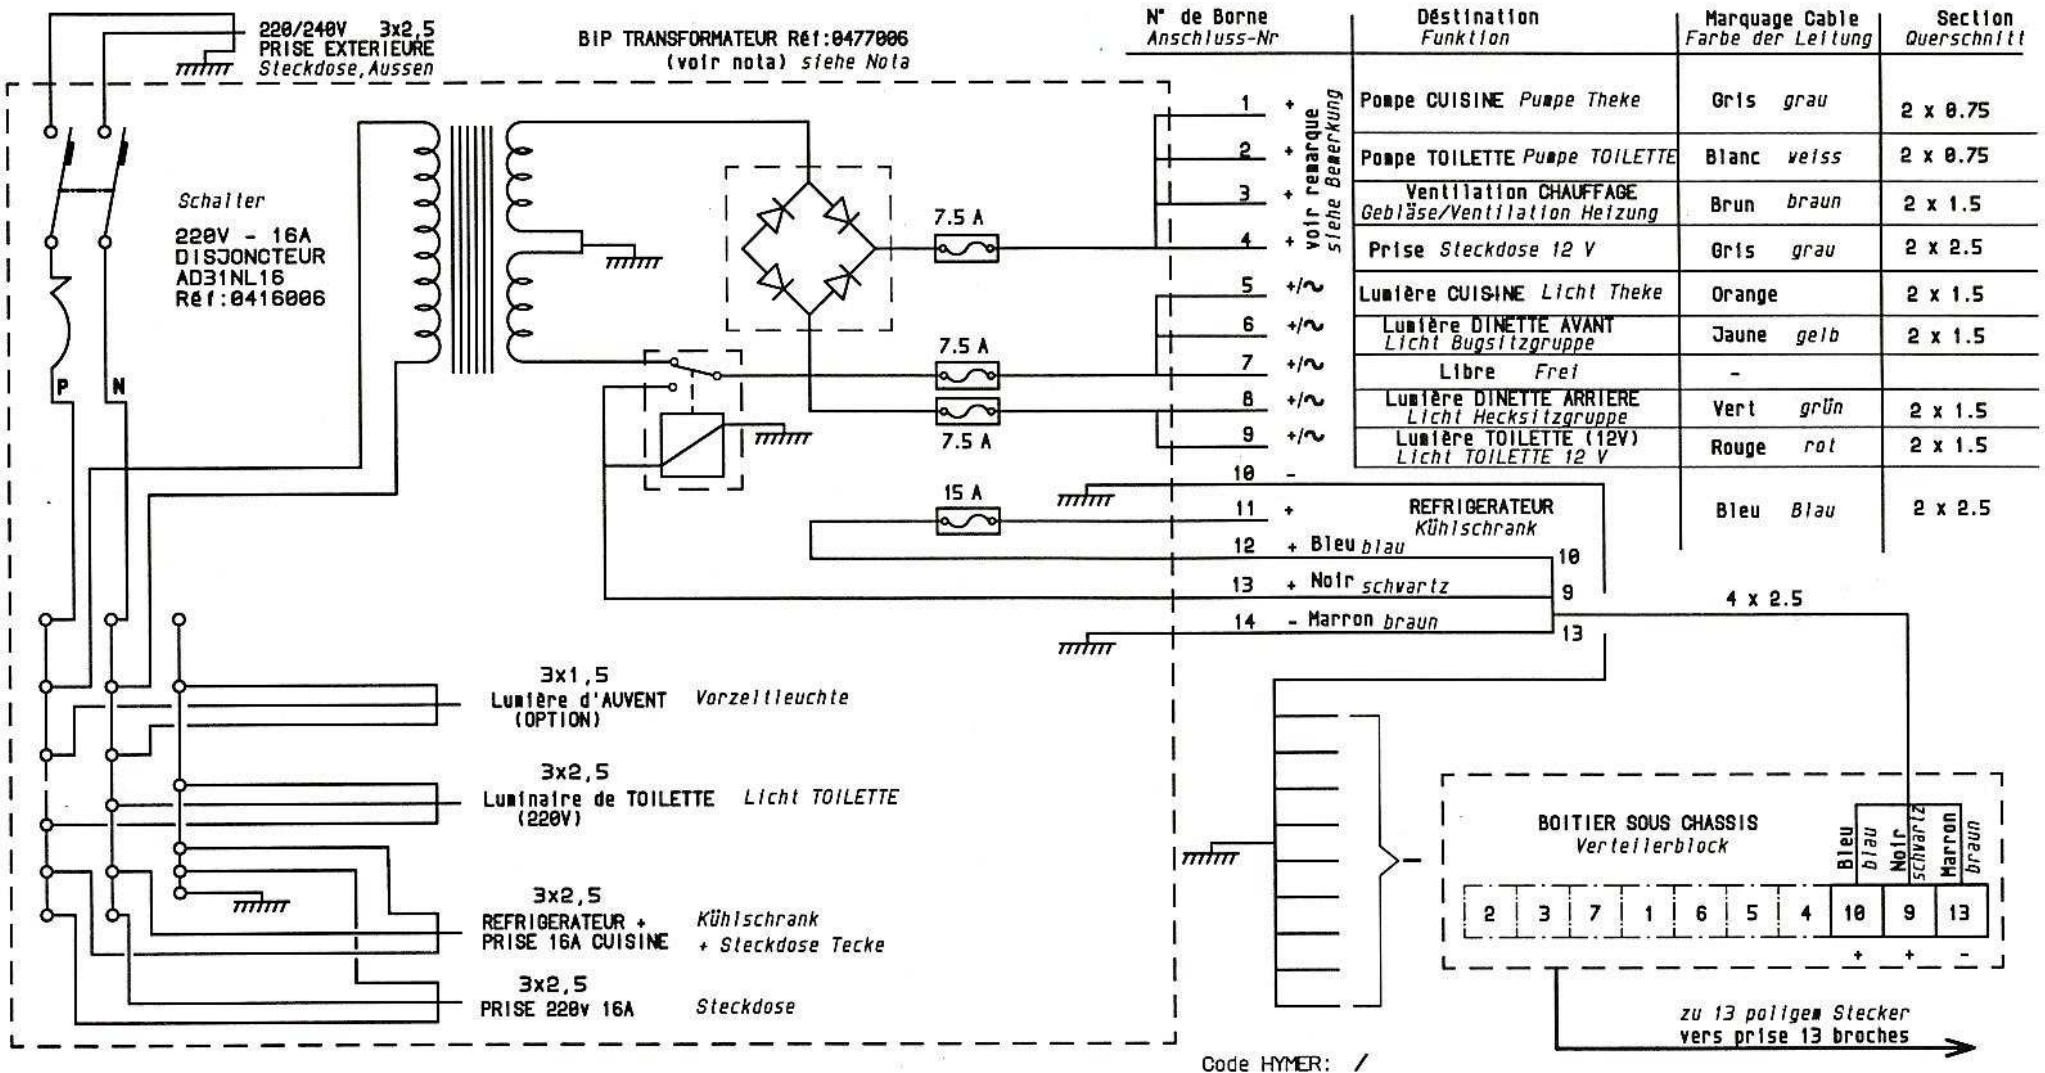 220/240V 3x2,5
PRISE EXTERIEURE
Steckdose,Aussen
BIP TRANSFORMATEUR Réf:0477006
(voir nota) siehe Nota
N° de Borne
Anschluss-Nr
Déstination
Funktion
Marquage Cable
Farbe der Leitung
Section
Querschnitt
voir remarque
siehe Bemerkung
1 + Pompe CUISINE Pumpe Theke Gris grau 2 x 0.75
2 + Pompe TOILETTE Pumpe TOILETTE Blanc weiss 2 x 0.75
3 + Ventilation CHAUFFAGE
Gebläse/Ventilation Heizung Brun braun 2 x 1.5
4 + Prise Steckdose 12 V Gris grau 2 x 2.5
5 +/~ Lumière CUISINE Licht Theke Orange 2 x 1.5
6 +/~ Lumière DINETTE AVANT
Licht Bugsitzgruppe Jaune gelb 2 x 1.5
7 +/~ Libre Frei -
8 +/~ Lumière DINETTE ARRIERE
Licht Hecksitzgruppe Vert grün 2 x 1.5
9 +/~ Lumière TOILETTE (12V)
Licht TOILETTE 12 V Rouge rot 2 x 1.5
10 -
11 + REFRIGERATEUR
Kühlschrank Bleu Blau 2 x 2.5
12 + Bleu blau 10
13 + Noir schwartz 9
14 - Marron braun 13
4 x 2.5
Schalter
220V - 16A
DISJONCTEUR
AD31NL16
Réf:0416006
P N
7.5 A
7.5 A
7.5 A
15 A
3x1,5
Lumière d'AUVENT Vorzeltleuchte
(OPTION)
3x2,5
Luminaire de TOILETTE Licht TOILETTE
(220V)
3x2,5
REFRIGERATEUR + Kühlschrank
PRISE 16A CUISINE + Steckdose Tecke
3x2,5
PRISE 220v 16A Steckdose
-
BOITIER SOUS CHASSIS
Verteilerblock
Bleu
blau
Noir
schwartz
Marron
braun
2 3 7 1 6 5 4 10 9 13
+ + -
zu 13 poligem Stecker
vers prise 13 broches
Code HYMER: /